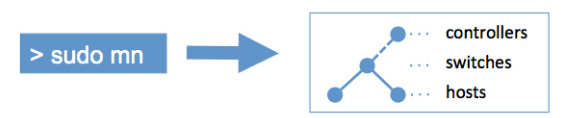 > sudo mn
controllers
switches
hosts